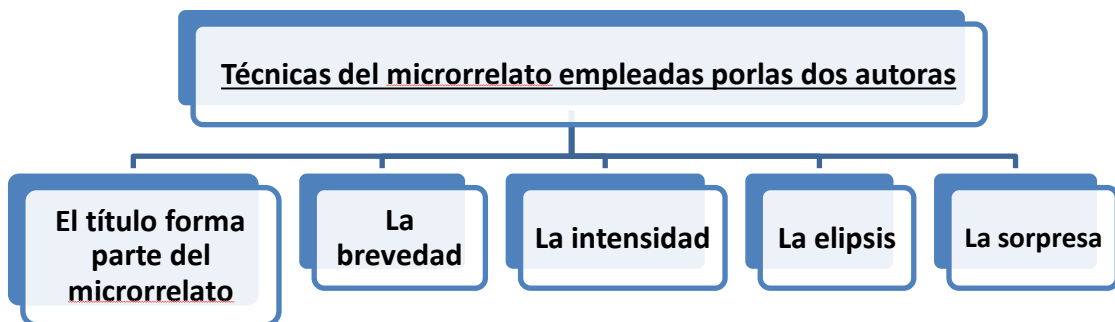 Técnicas del microrrelato empleadas porlas dos autoras
El título forma
parte del
microrrelato
La
brevedad
La intensidad
La elipsis
La sorpresa